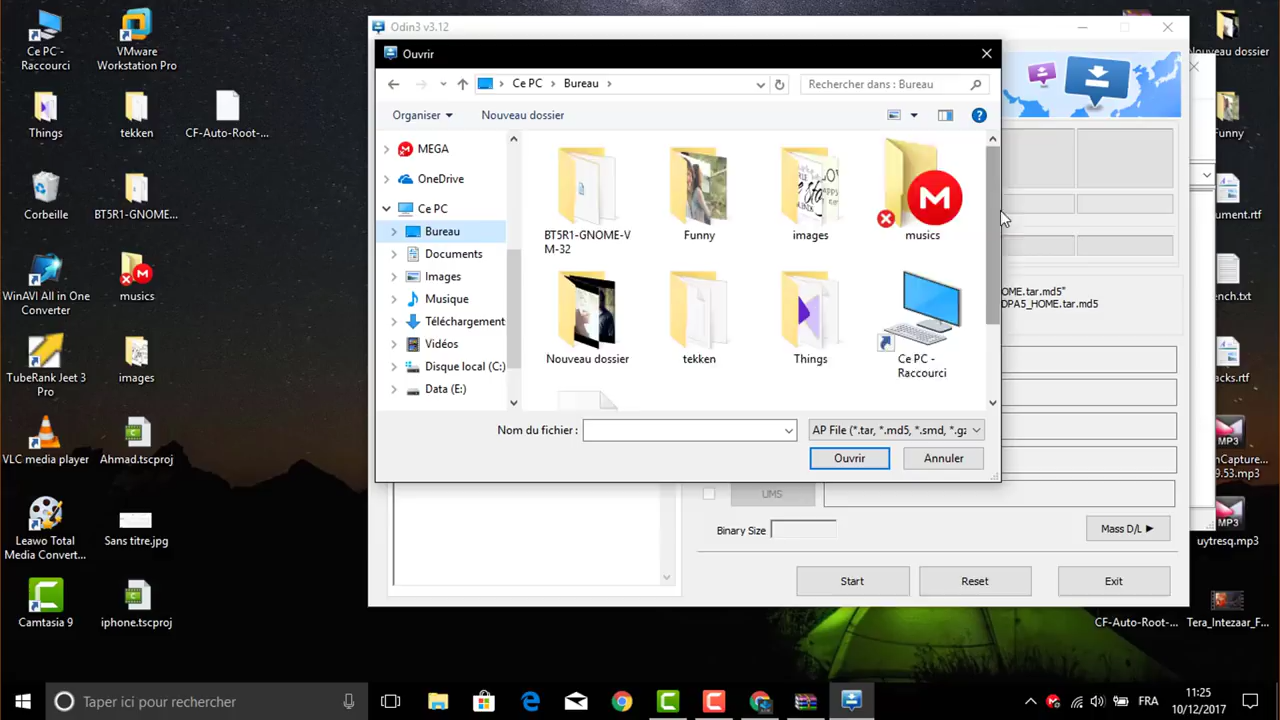 Ce PC -
Raccourci
VMware
Workstation Pro
Things
tekken
CF-Auto-Root-...
Corbeille
BT5R1-GNOME...
WinAVI All in One
Converter
musics
TubeRank Jeet 3
Pro
images
VLC media player
Ahmad.tscproj
Leawo Total
Media Convert...
Sans titre.jpg
Camtasia 9
iphone.tscproj
Odin3 v3.12
Ouvrir
Ce PC
Bureau
Rechercher dans : Bureau
Organiser
Nouveau dossier
MEGA
OneDrive
Ce PC
Bureau
Documents
Images
Musique
Téléchargement
Vidéos
Disque local (C:)
Data (E:)
BT5R1-GNOME-V
M-32
Funny
images
musics
Nouveau dossier
tekken
Things
Ce PC -
Raccourci
Nom du fichier :
AP File (*.tar, *.md5, *.smd, *.gz
Ouvrir
Annuler
OME.tar.md5"
DPA5_HOME.tar.md5
UMS
Binary Size
Mass D/L
Start
Reset
Exit
Nouveau dossier
Funny
ument.rtf
ench.txt
acks.rtf
nCapture...
9.53.mp3
MP3
uytresq.mp3
MP3
CF-Auto-Root-...
Tera_Intezaar_F...
Taper ici pour rechercher
FRA
11:25
10/12/2017